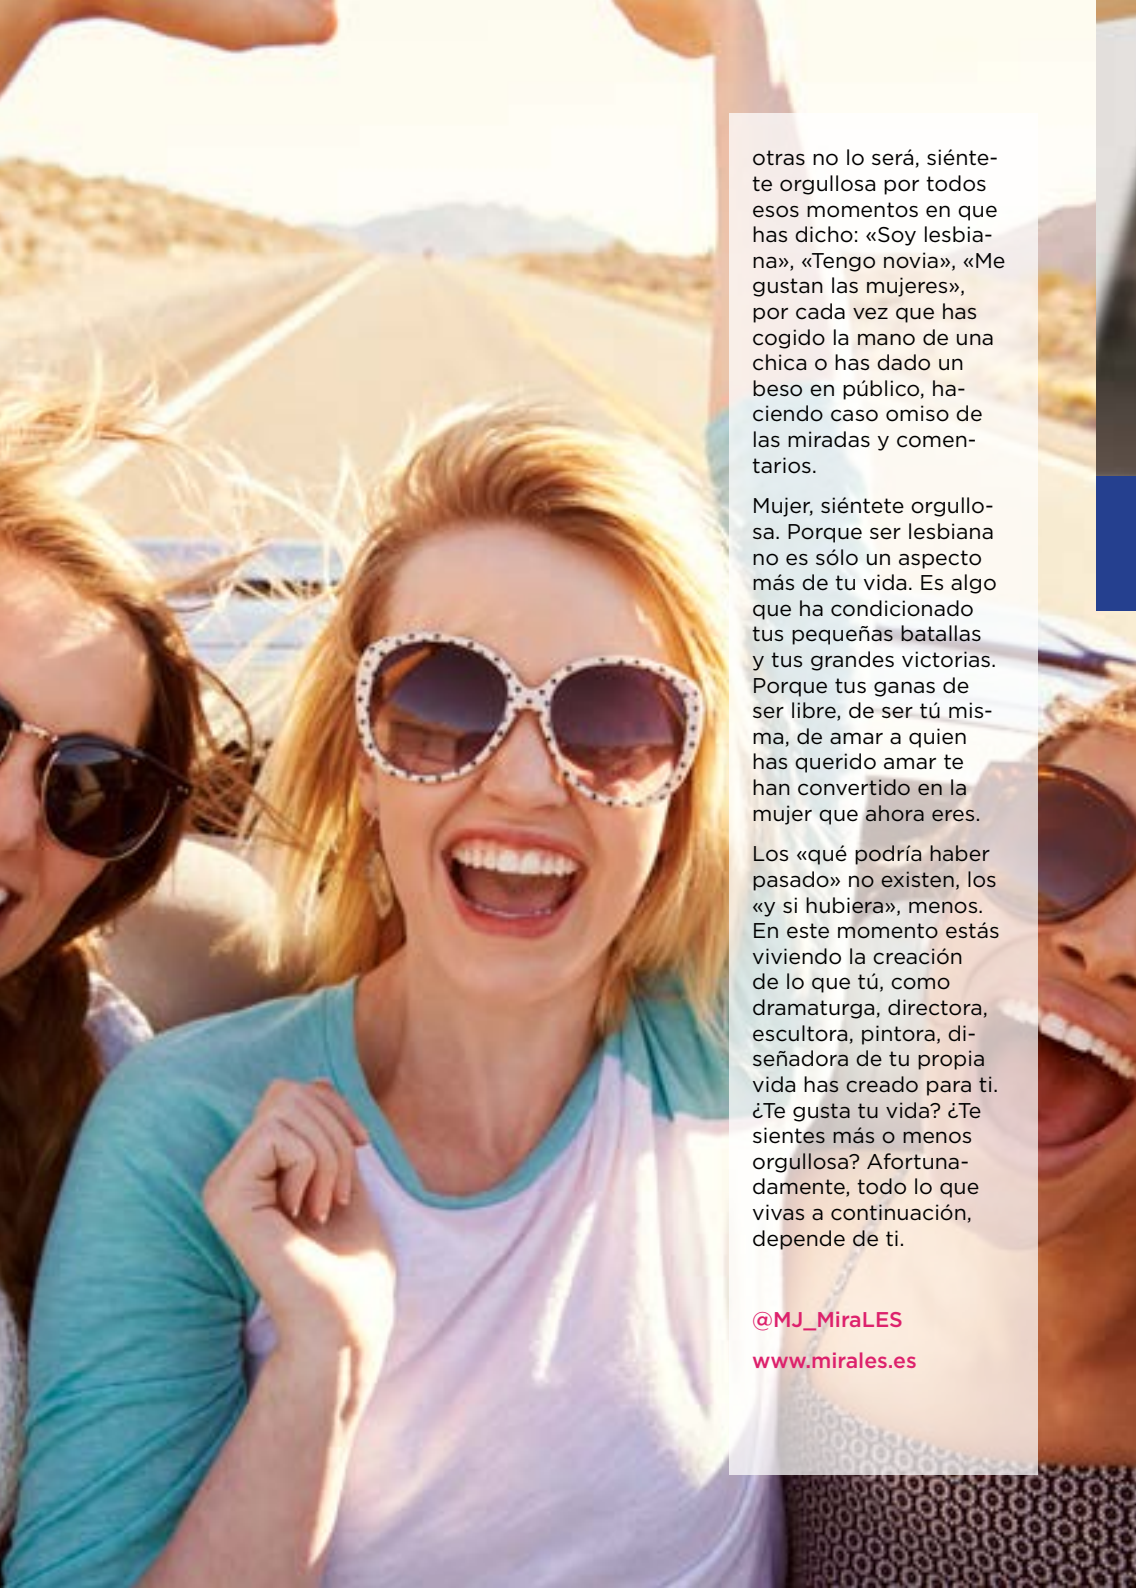 otras no lo será, siénte-
te orgullosa por todos
esos momentos en que
has dicho: «Soy lesbia-
na», «Tengo novia», «Me
gustan las mujeres»,
por cada vez que has
cogido la mano de una
chica o has dado un
beso en público, ha-
ciendo caso omiso de
las miradas y comen-
tarios.
Mujer, siéntete orgullo-
sa. Porque ser lesbiana
no es sólo un aspecto
más de tu vida. Es algo
que ha condicionado
tus pequeñas batallas
y tus grandes victorias.
Porque tus ganas de
ser libre, de ser tú mis-
ma, de amar a quien
has querido amar te
han convertido en la
mujer que ahora eres.
Los «qué podría haber
pasado» no existen, los
«y si hubiera», menos.
En este momento estás
viviendo la creación
de lo que tú, como
dramaturga, directora,
escultora, pintora, di-
señadora de tu propia
vida has creado para ti.
¿Te gusta tu vida? ¿Te
sientes más o menos
orgullosa? Afortuna-
damente, todo lo que
vivas a continuación,
depende de ti.
@MJ_MiraLES
www.mirales.es